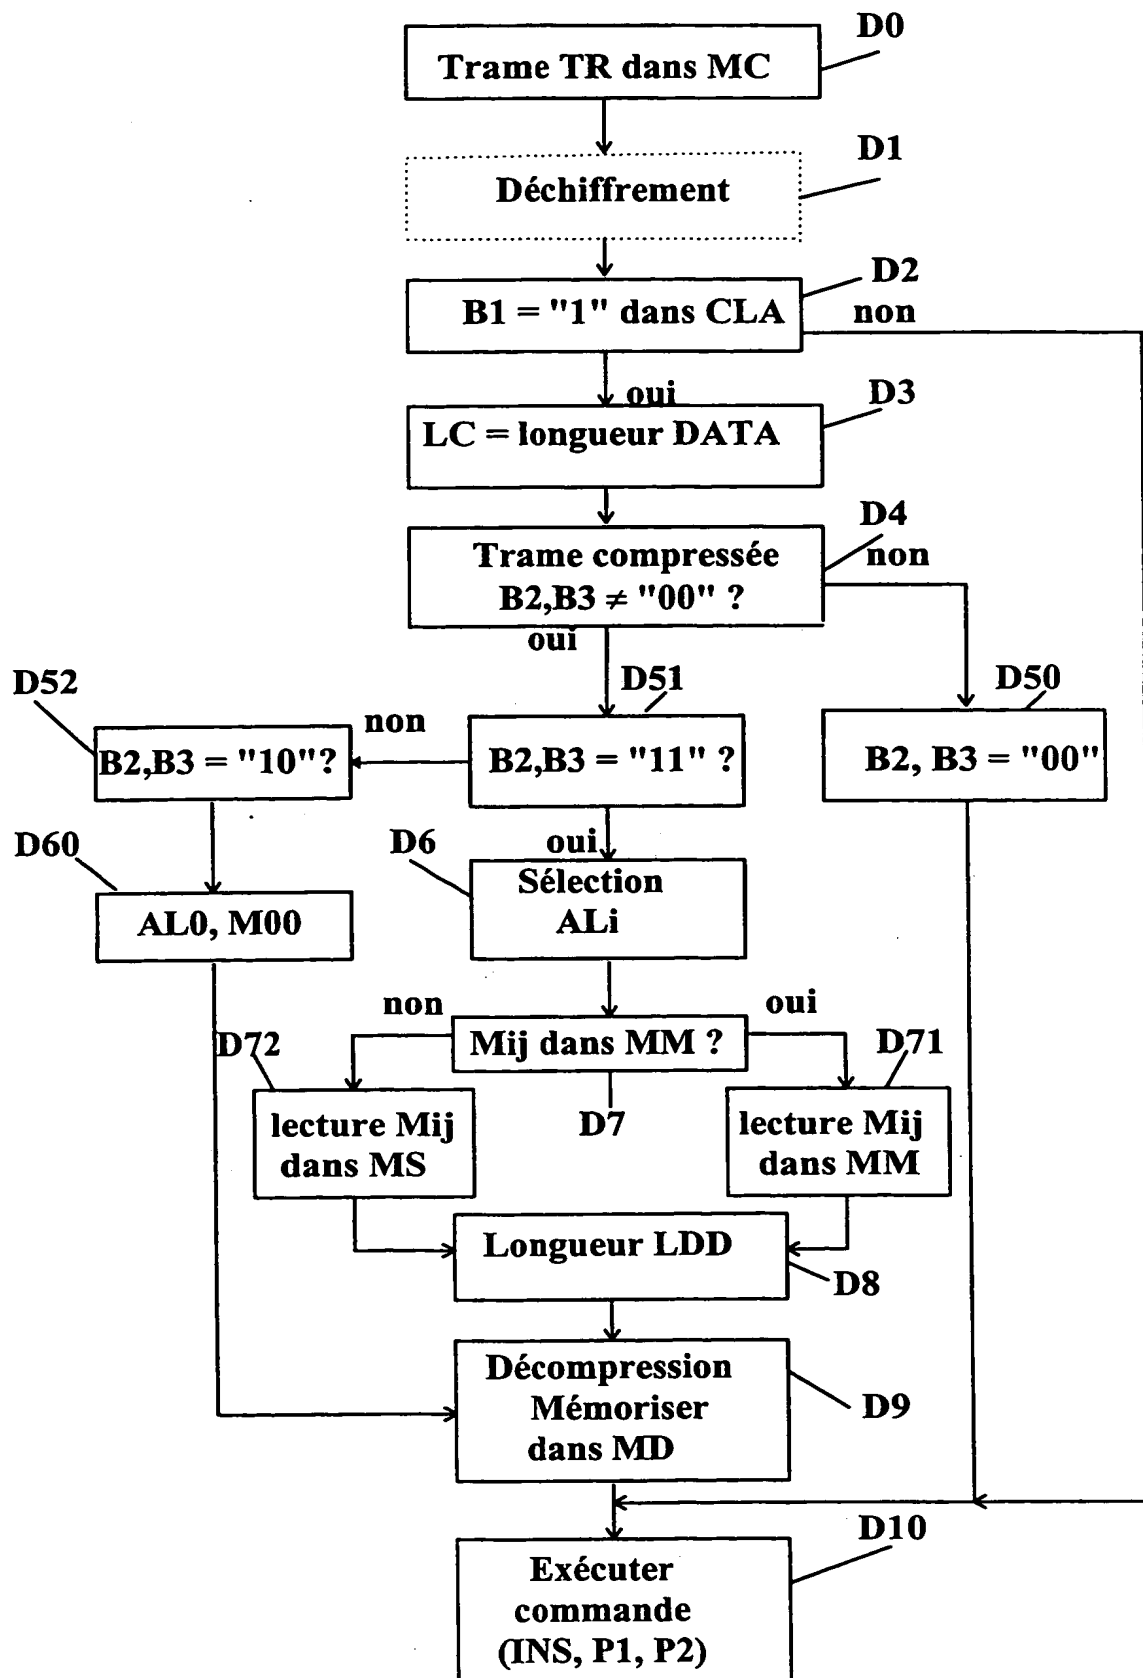 D0
Trame TR dans MC
D1
Déchiffrement
D2
B1 = "1" dans CLA
non
oui
D3
LC = longueur DATA
D4
Trame compressée
non
B2,B3 ≠ "00" ?
oui
D52
D51
D50
non
B2,B3 = "10"?
B2,B3 = "11" ?
B2, B3 = "00"
D60
D6
oui
Sélection
ALi
AL0, M00
non
oui
D72
Mij dans MM ?
D71
D7
lecture Mij
dans MS
lecture Mij
dans MM
Longueur LDD
D8
Décompression
Mémoriser
dans MD
D9
D10
Exécuter
commande
(INS, P1, P2)